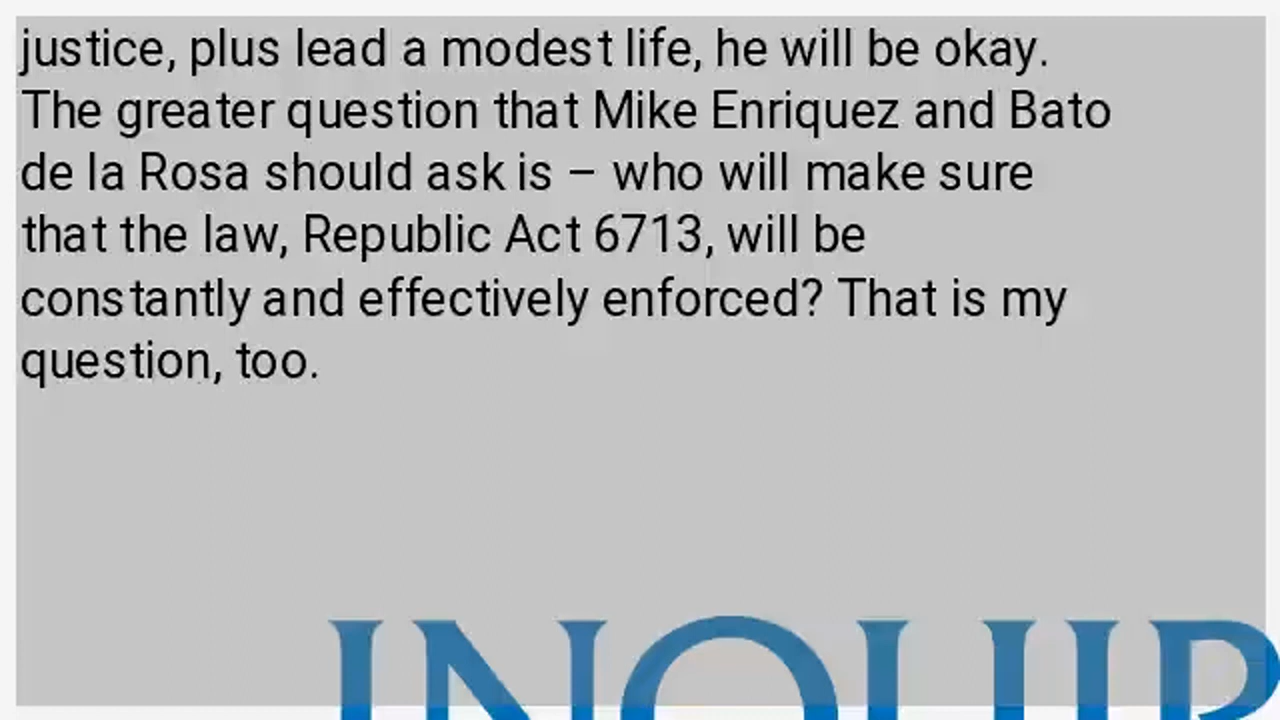 justice, plus lead a modest life, he will be okay.
The greater question that Mike Enriquez and Bato
de la Rosa should ask is – who will make sure
that the law, Republic Act 6713, will be
constantly and effectively enforced? That is my
question, too.
INQUIR